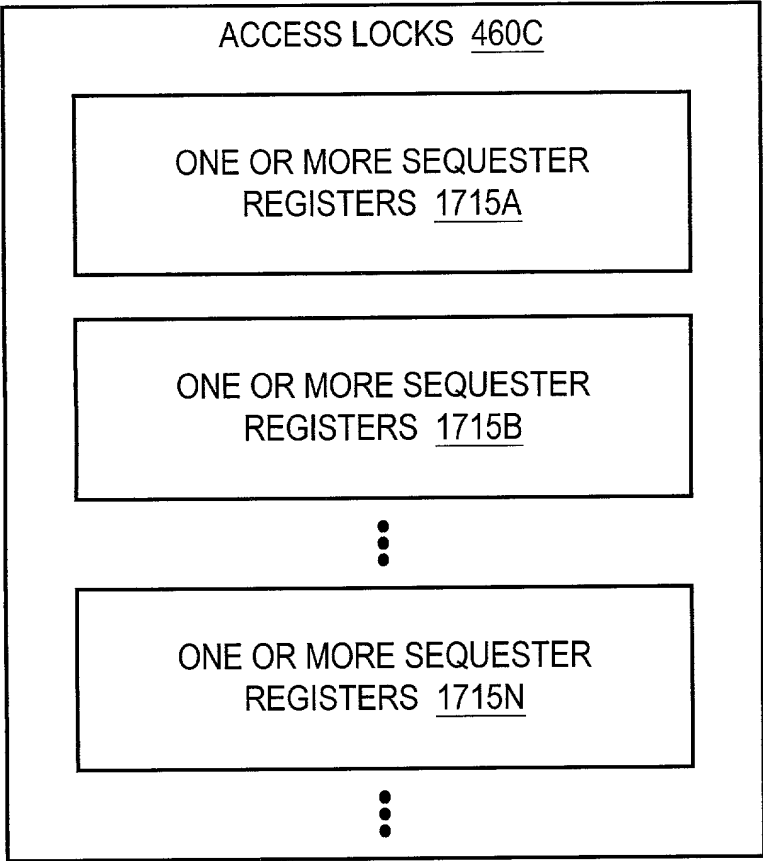 ACCESS LOCKS 460C
ONE OR MORE SEQUESTER
REGISTERS 1715A
ONE OR MORE SEQUESTER
REGISTERS 1715B
ONE OR MORE SEQUESTER
REGISTERS 1715N